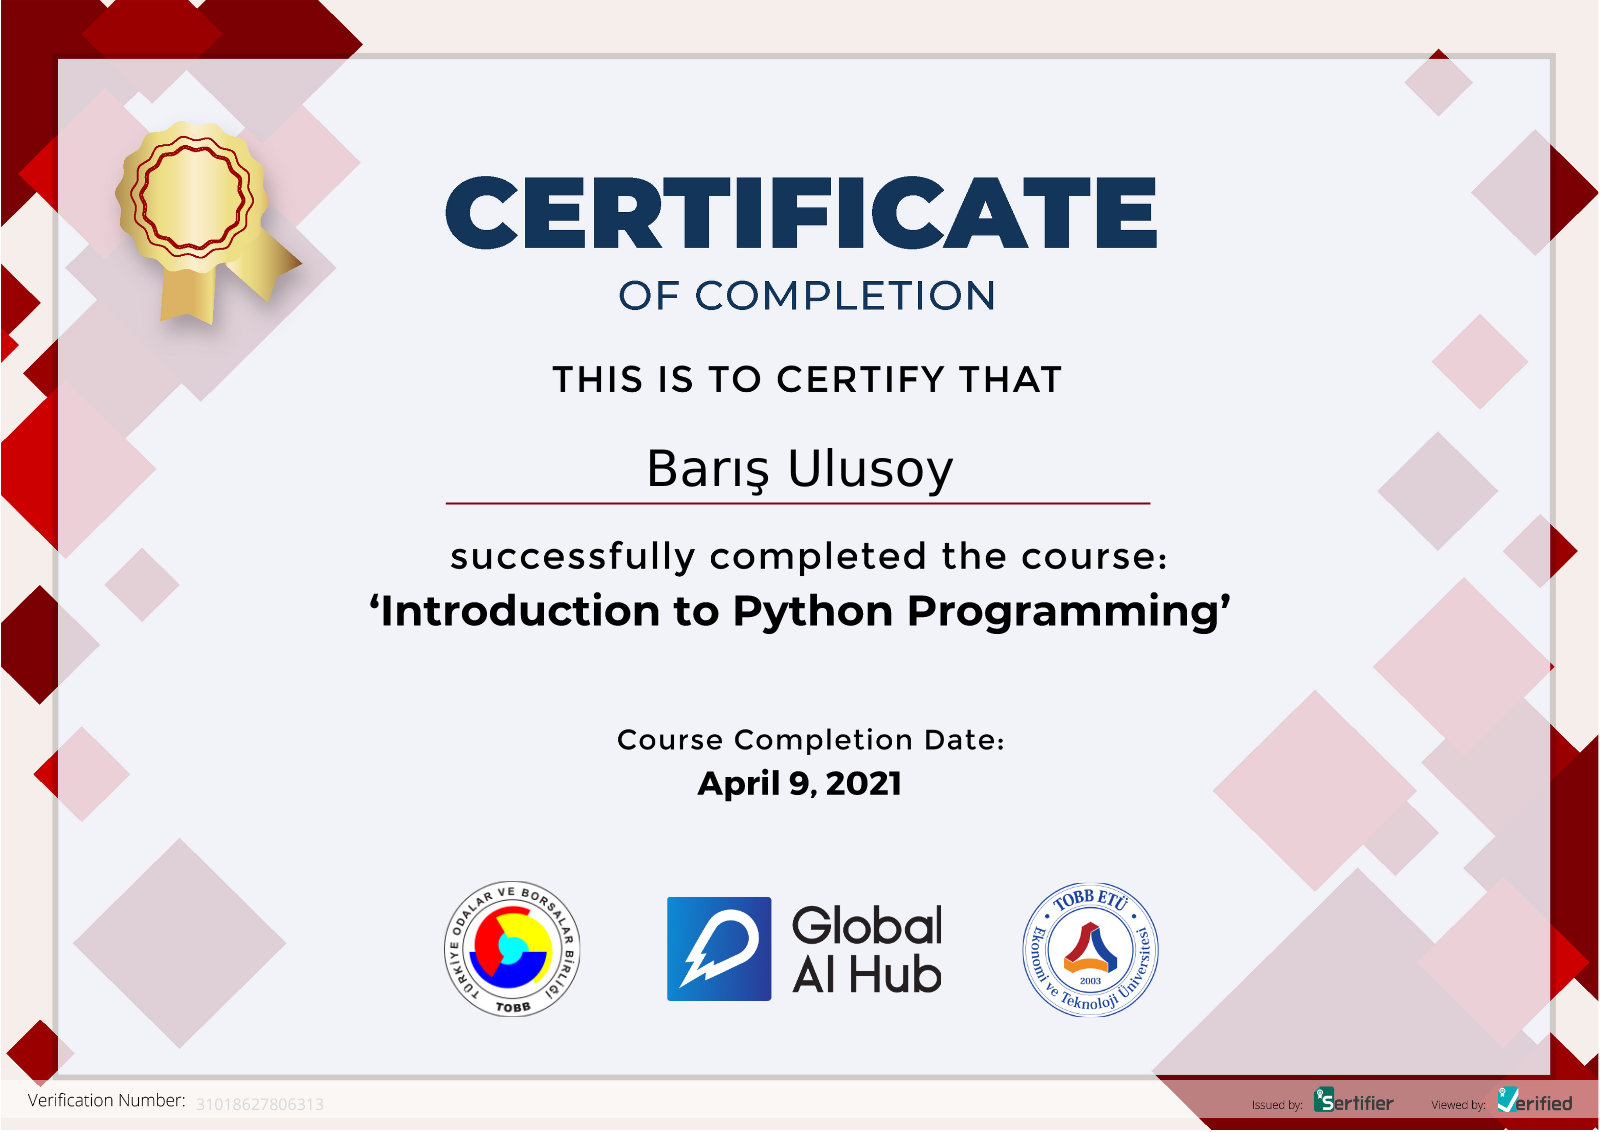 CERTIFICATE
OF COMPLETION
THIS IS TO CERTIFY THAT
Barış Ulusoy
successfully completed the course:
‘Introduction to Python Programming’
Course Completion Date:
April 9, 2021
TÜRKİYE ODALAR VE BORSALAR BİRLİĞİ
TOBB
Global
AI Hub
TOBB ETÜ
Ekonomi ve Teknoloji Üniversitesi
2003
Verification Number: 31018627806313
Issued by: Sertifier
Viewed by: Verified